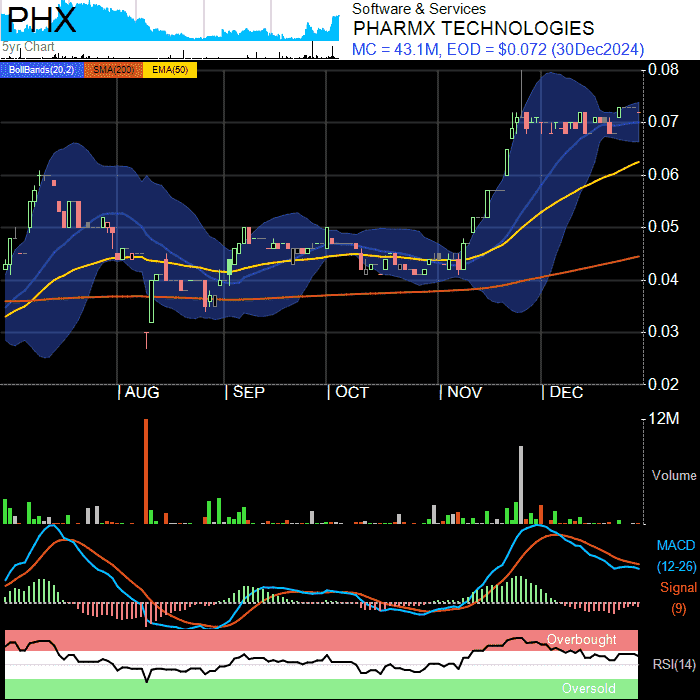 PHX
5yr Chart
Software & Services
PHARMX TECHNOLOGIES
MC = 43.1M, EOD = $0.072 (30Dec2024)
BollBands(20,2) SMA(200) EMA(50)
0.08
0.07
0.06
0.05
0.04
0.03
0.02
AUG SEP OCT NOV DEC
12M
Volume
MACD
(12-26)
Signal
(9)
Overbought
RSI(14)
Oversold